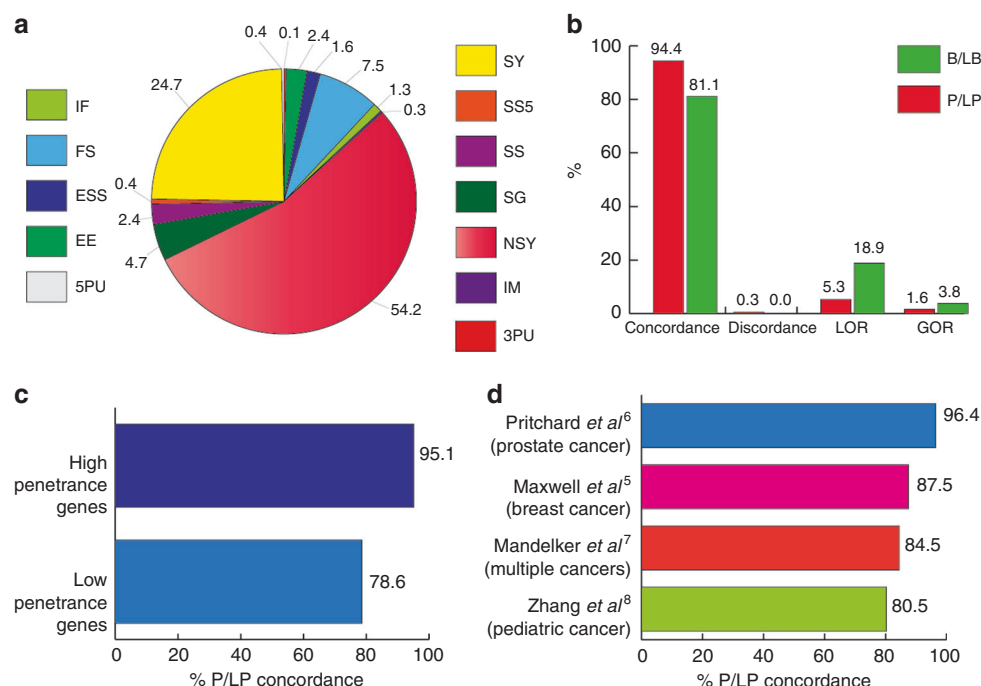 a
0.4 0.1 2.4 1.6
7.5
1.3
0.3
24.7
0.4
2.4
4.7
54.2
IF
FS
ESS
EE
5PU
SY
SS5
SS
SG
NSY
IM
3PU
b
100
80
60
40
20
0
%
94.4
81.1
0.3 0.0
5.3
18.9
1.6
3.8
Concordance Discordance LOR GOR
B/LB
P/LP
c
High
penetrance
genes
95.1
Low
penetrance
genes
78.6
0 20 40 60 80 100
% P/LP concordance
d
Pritchard et al6
(prostate cancer)
96.4
Maxwell et al5
(breast cancer)
87.5
Mandelker et al7
(multiple cancers)
84.5
Zhang et al8
(pediatric cancer)
80.5
0 20 40 60 80 100
% P/LP concordance